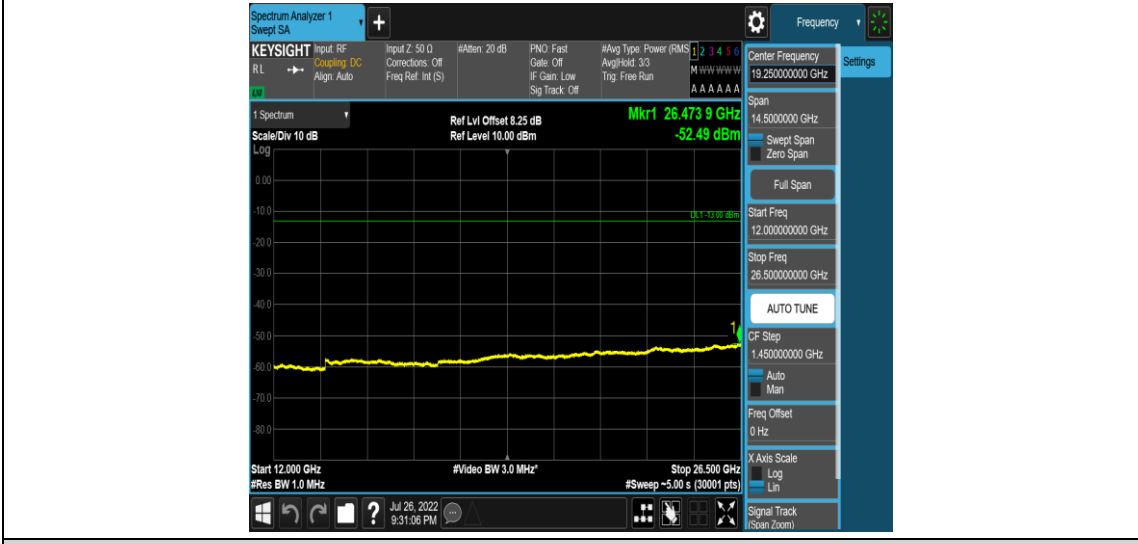 Spectrum Analyzer 1
Swept SA
+
Frequency
KEYSIGHT
RL
LXI
Input: RF
Coupling: DC
Align: Auto
Input Z: 50 Ω
Corrections: Off
Freq Ref: Int (S)
#Atten: 20 dB
PNO: Fast
Gate: Off
IF Gain: Low
Sig Track: Off
#Avg Type: Power (RMS
Avg|Hold: 3/3
Trig: Free Run
1 2 3 4 5 6
M W W W W W
A A A A A A
1 Spectrum
Scale/Div 10 dB
Log
Ref Lvl Offset 8.25 dB
Ref Level 10.00 dBm
Mkr1 26.473 9 GHz
-52.49 dBm
0.00
-10.0
DL1 -13.00 dBm
-20.0
-30.0
-40.0
-50.0
1
-60.0
-70.0
-80.0
Start 12.000 GHz
#Res BW 1.0 MHz
#Video BW 3.0 MHz*
Stop 26.500 GHz
#Sweep ~5.00 s (30001 pts)
?
Jul 26, 2022
9:31:06 PM
Center Frequency
19.250000000 GHz
Settings
Span
14.5000000 GHz
Swept Span
Zero Span
Full Span
Start Freq
12.000000000 GHz
Stop Freq
26.500000000 GHz
AUTO TUNE
CF Step
1.450000000 GHz
Auto
Man
Freq Offset
0 Hz
X Axis Scale
Log
Lin
Signal Track
(Span Zoom)